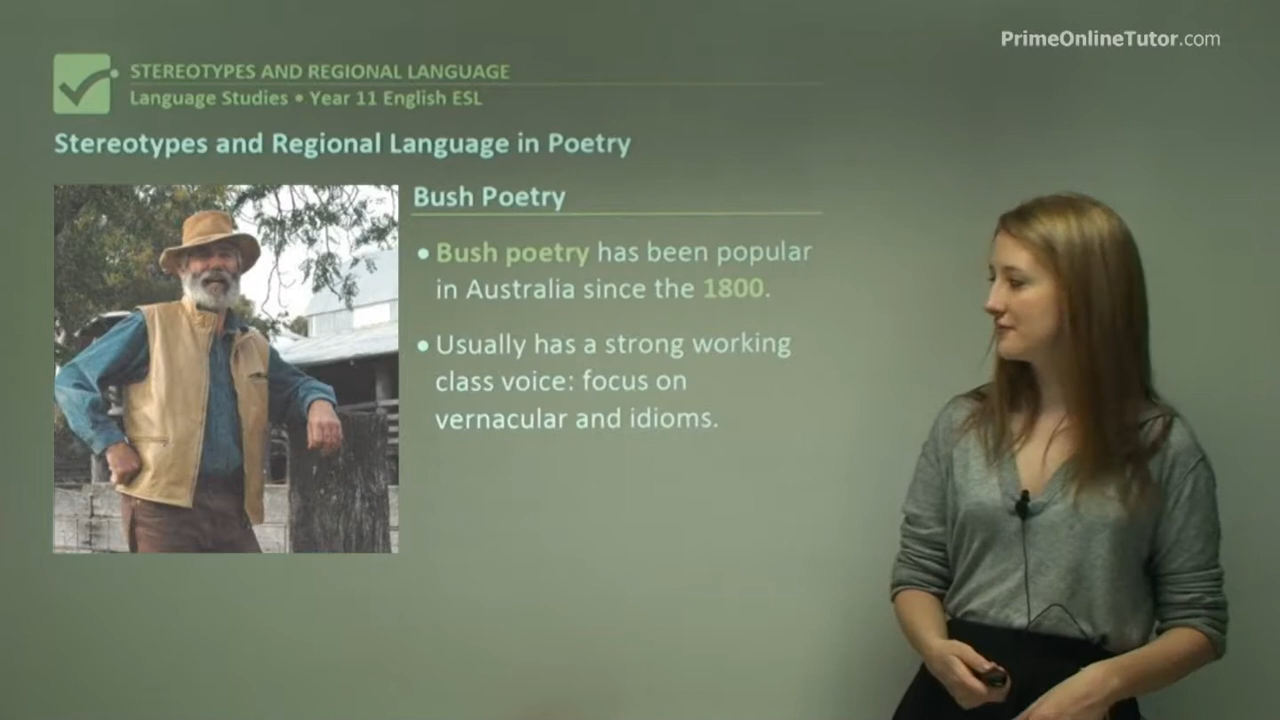 PrimeOnlineTutor.com
STEREOTYPES AND REGIONAL LANGUAGE
Language Studies • Year 11 English ESL
Stereotypes and Regional Language in Poetry
Bush Poetry
• Bush poetry has been popular
in Australia since the 1800.
• Usually has a strong working
class voice: focus on
vernacular and idioms.